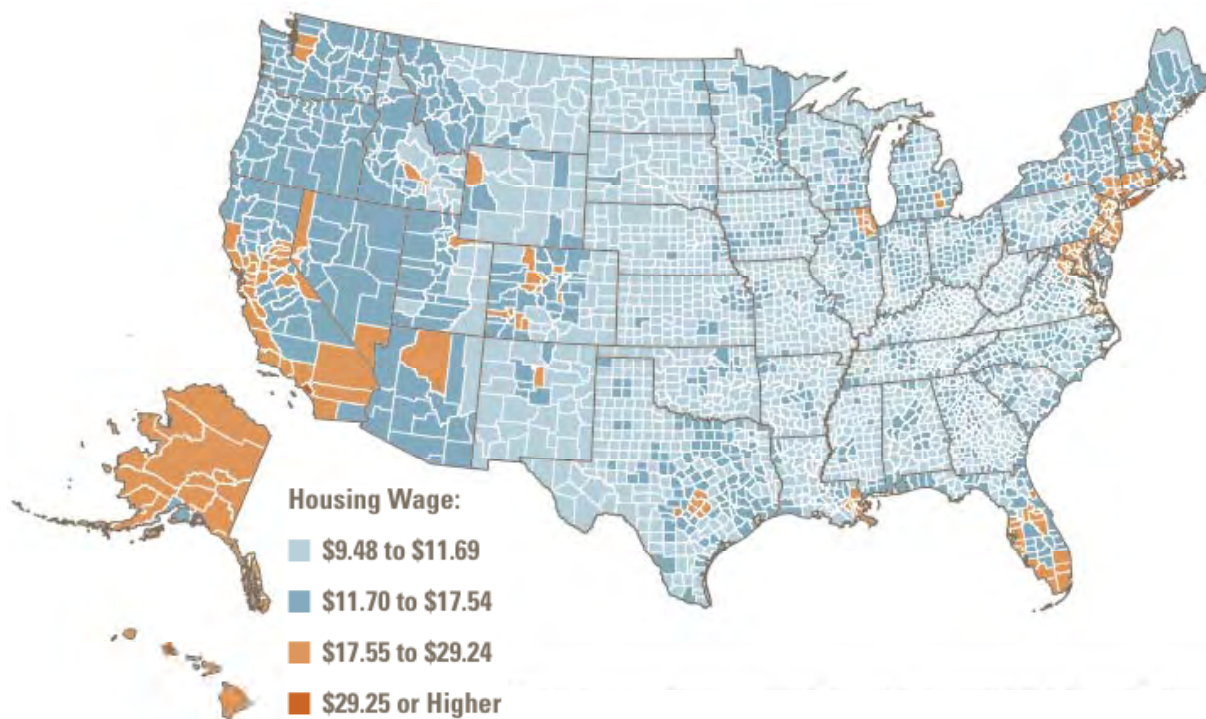 Housing Wage:
$9.48 to $11.69
$11.70 to $17.54
$17.55 to $29.24
$29.25 or Higher